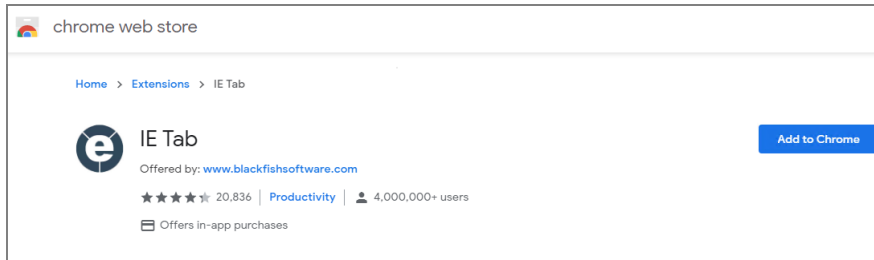 chrome web store
Home > Extensions > IE Tab
IE Tab
Add to Chrome
Offered by: www.blackfishsoftware.com
20,836 | Productivity | 4,000,000+ users
Offers in-app purchases